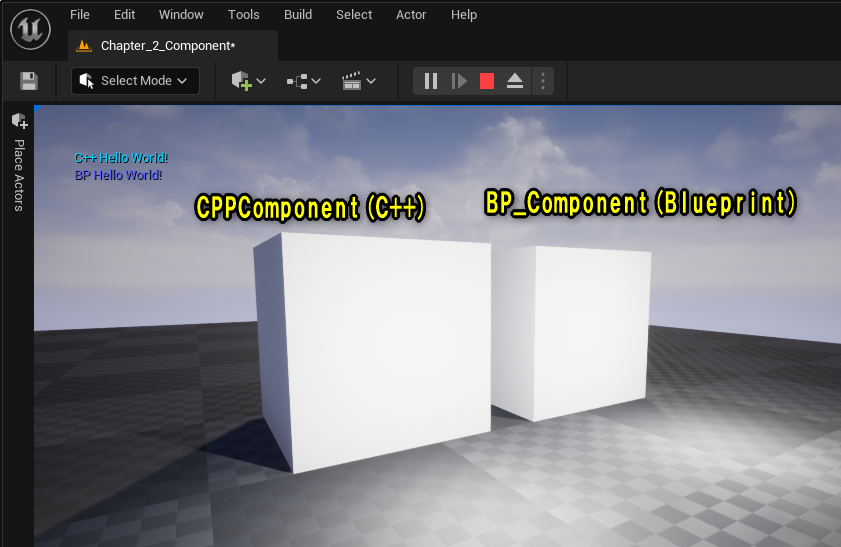 File Edit Window Tools Build Select Actor Help
Chapter_2_Component*
Select Mode
Place Actors
C++ Hello World!
BP Hello World!
CPPComponent(C++)
BP_Component(Blueprint)